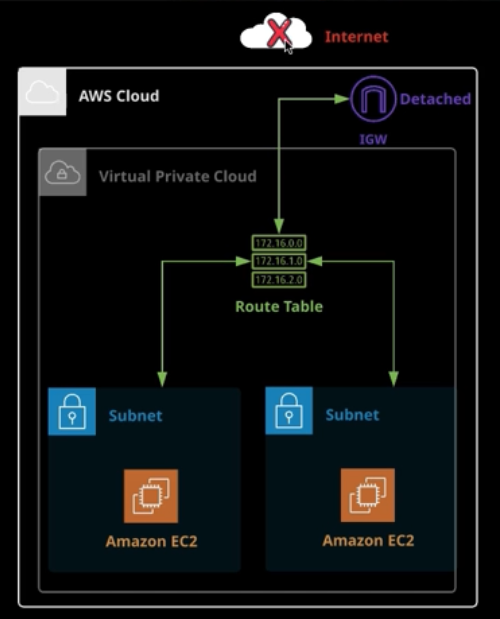 Internet
AWS Cloud
Detached
IGW
Virtual Private Cloud
172.16.0.0
172.16.1.0
172.16.2.0
Route Table
Subnet
Subnet
Amazon EC2
Amazon EC2